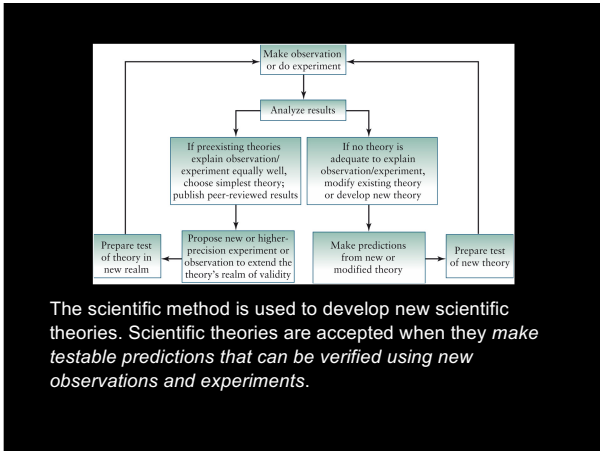 Make observation
or do experiment
Analyze results
If preexisting theories
explain observation/
experiment equally well,
choose simplest theory;
publish peer-reviewed results
If no theory is
adequate to explain
observation/experiment,
modify existing theory
or develop new theory
Prepare test
of theory in
new realm
Propose new or higher-
precision experiment or
observation to extend the
theory's realm of validity
Make predictions
from new or
modified theory
Prepare test
of new theory
The scientific method is used to develop new scientific
theories. Scientific theories are accepted when they make
testable predictions that can be verified using new
observations and experiments.